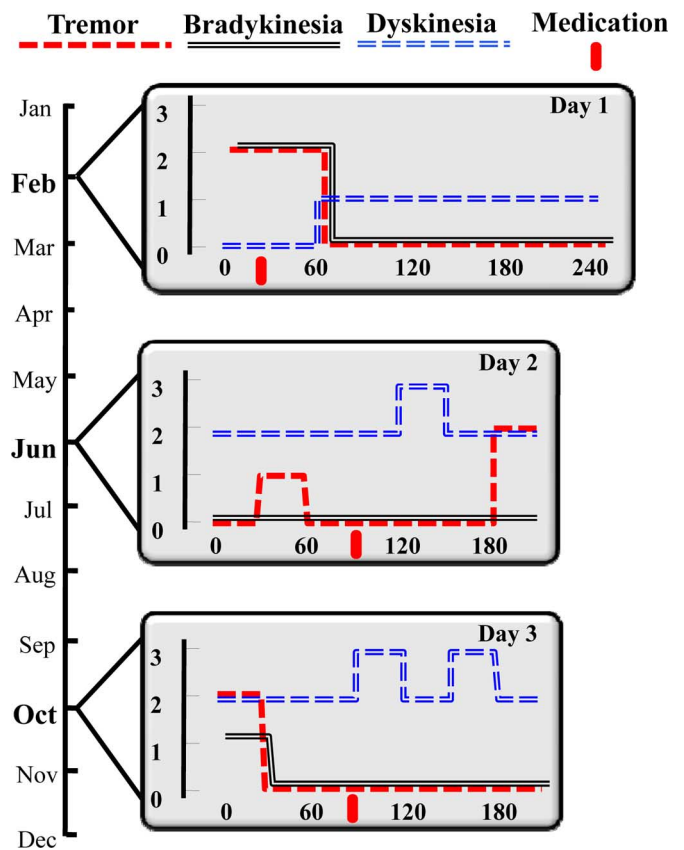 Tremor Bradykinesia Dyskinesia Medication
Jan
Feb
Mar
Apr
May
Jun
Jul
Aug
Sep
Oct
Nov
Dec
Day 1
3
2
1
0
0 60 120 180 240
Day 2
3
2
1
0
0 60 120 180
Day 3
3
2
1
0
0 60 120 180